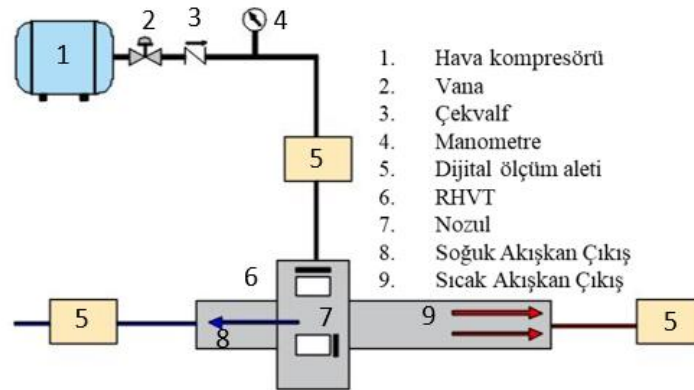 1
2
3
4
5
6
7
8
9
5
5
1. Hava kompresörü
2. Vana
3. Çekvalf
4. Manometre
5. Dijital ölçüm aleti
6. RHVT
7. Nozul
8. Soğuk Akışkan Çıkış
9. Sıcak Akışkan Çıkış